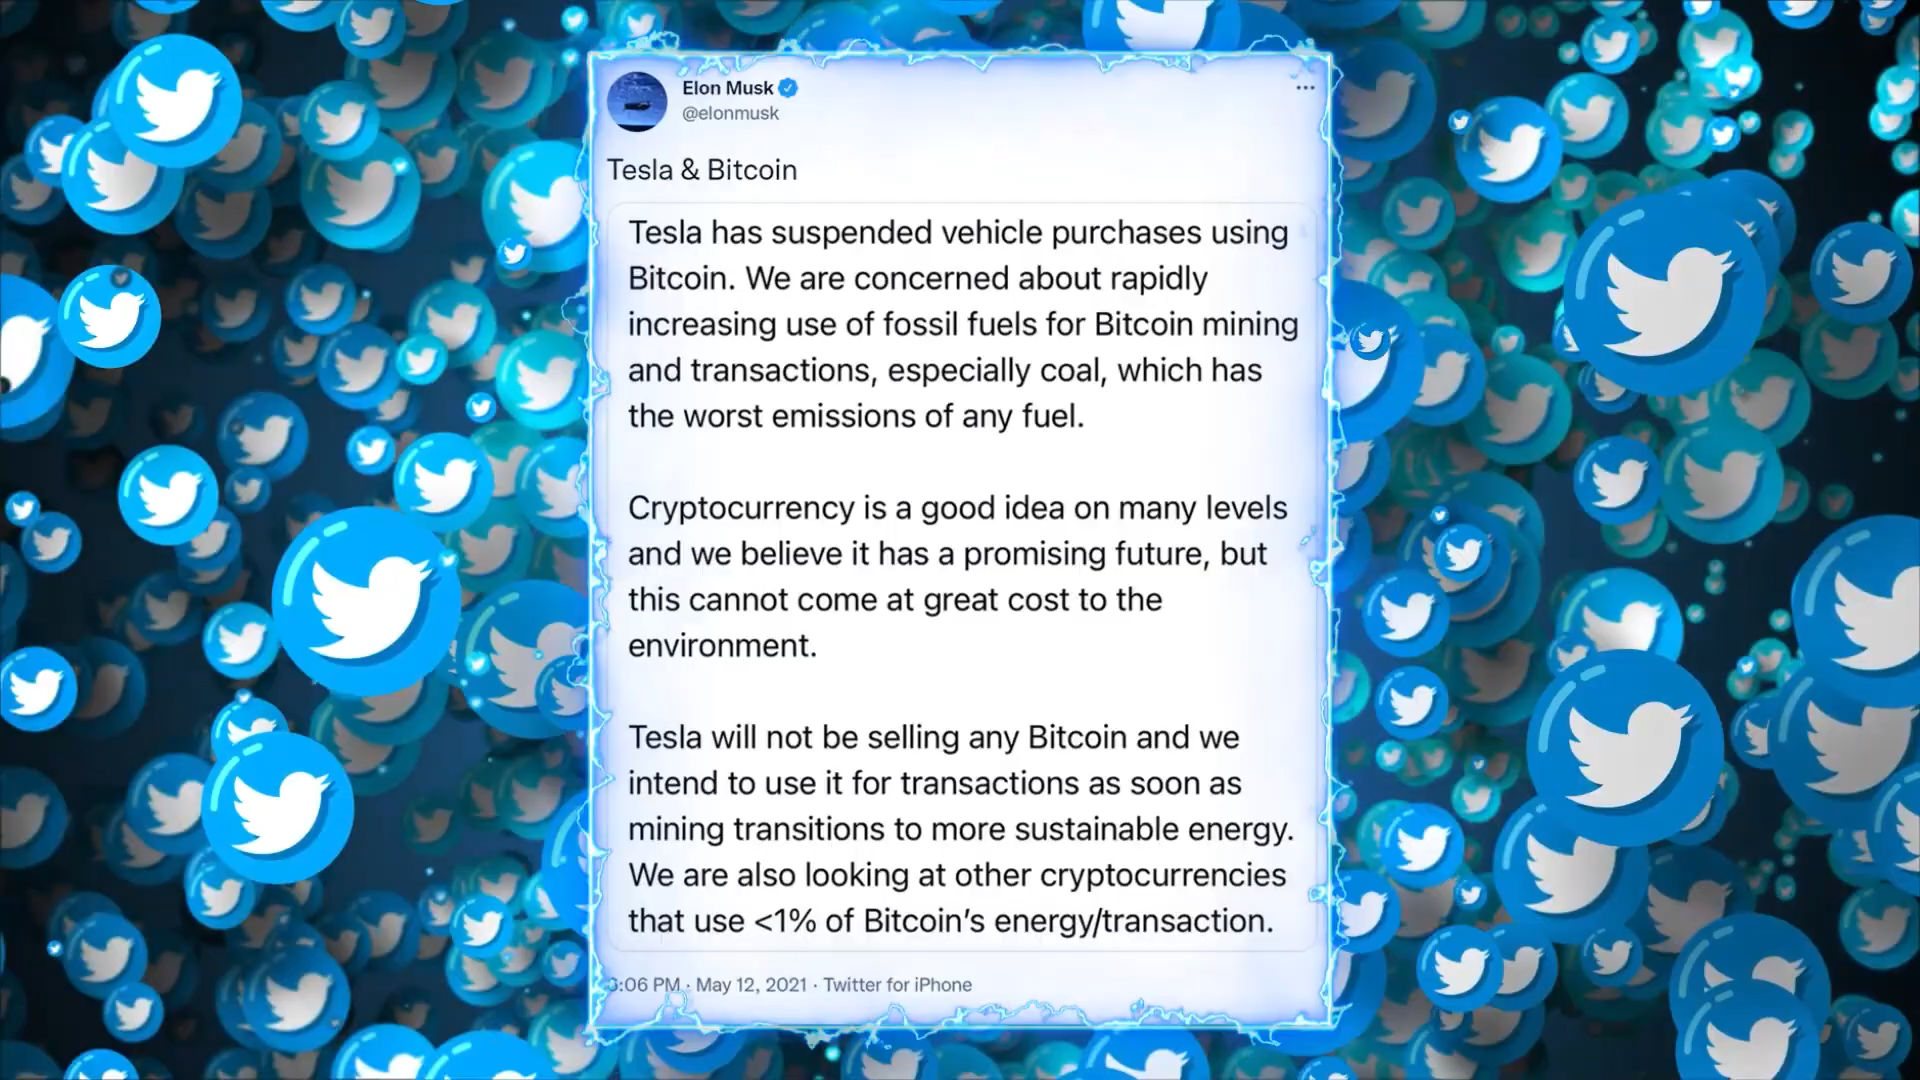 Elon Musk
@elonmusk
Tesla & Bitcoin
Tesla has suspended vehicle purchases using
Bitcoin. We are concerned about rapidly
increasing use of fossil fuels for Bitcoin mining
and transactions, especially coal, which has
the worst emissions of any fuel.
Cryptocurrency is a good idea on many levels
and we believe it has a promising future, but
this cannot come at great cost to the
environment.
Tesla will not be selling any Bitcoin and we
intend to use it for transactions as soon as
mining transitions to more sustainable energy.
We are also looking at other cryptocurrencies
that use <1% of Bitcoin’s energy/transaction.
:06 PM · May 12, 2021 · Twitter for iPhone